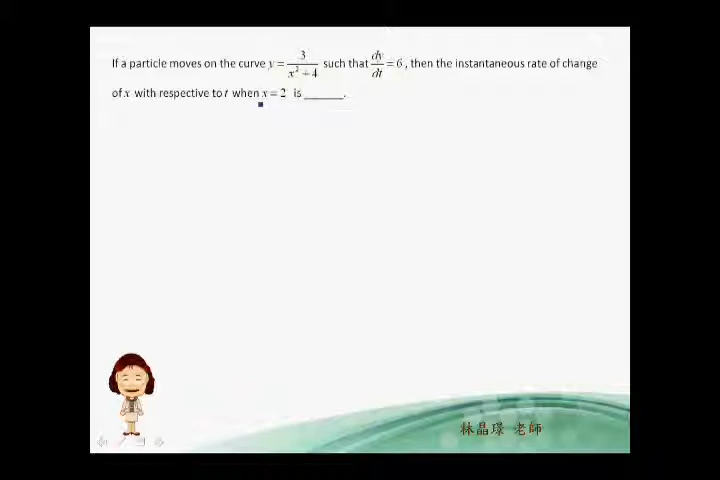 If a particle moves on the curve y = 3/(x² + 4) such that dy/dt = 6, then the instantaneous rate of change
of x with respective to t when x = 2 is ______.
林晶璟 老師